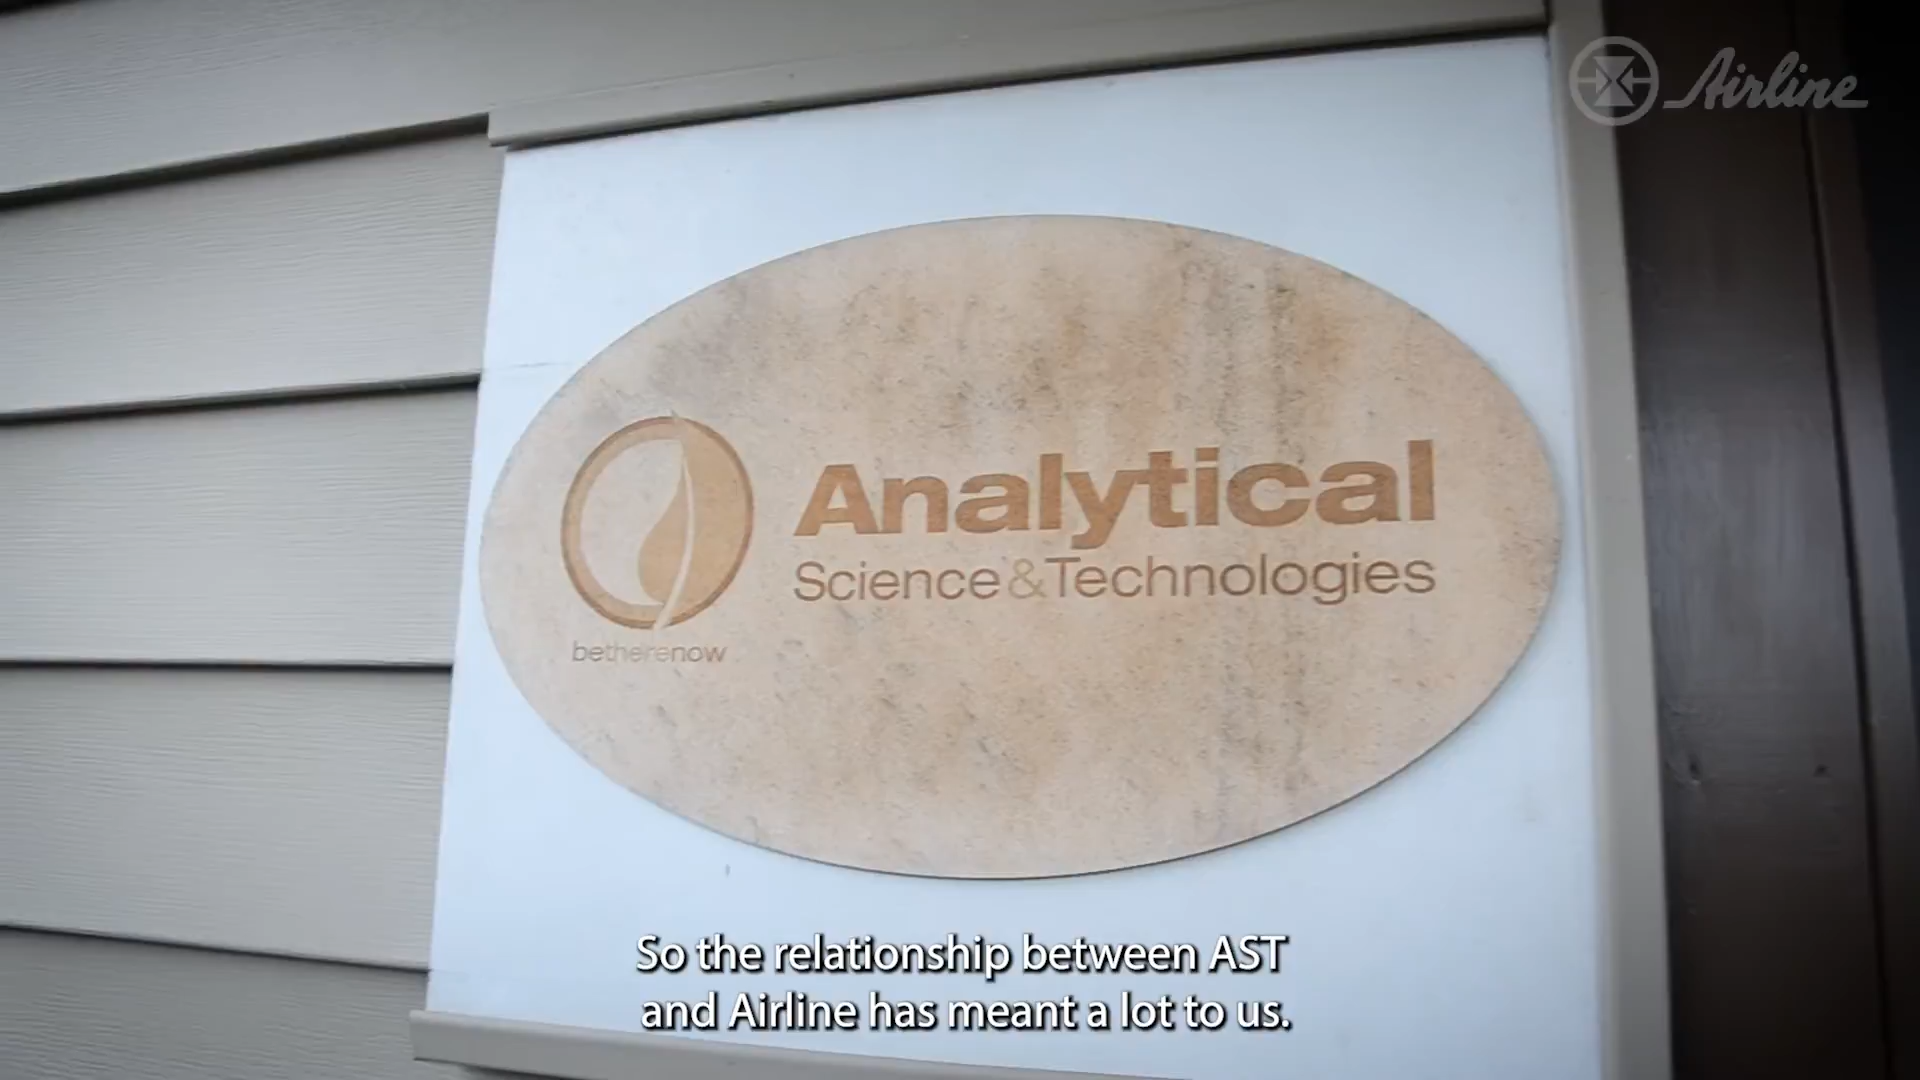 Airline
Analytical
Science&Technologies
betherenow
So the relationship between AST
and Airline has meant a lot to us.